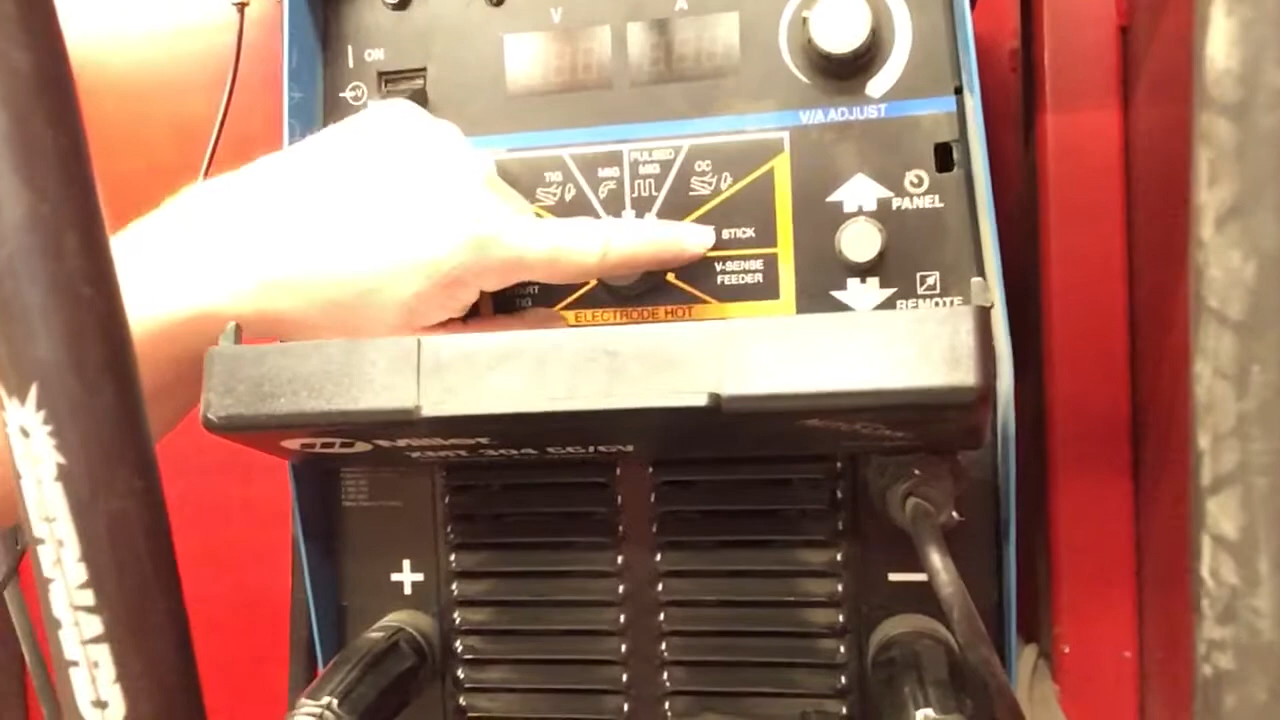 V A
ON
V/A ADJUST
TIG
MIG
PULSED
MIG
CC
PANEL
STICK
V-SENSE
FEEDER
START
TIG
REMOTE
ELECTRODE HOT
Miller
XMT 304 CC/CV
+ −